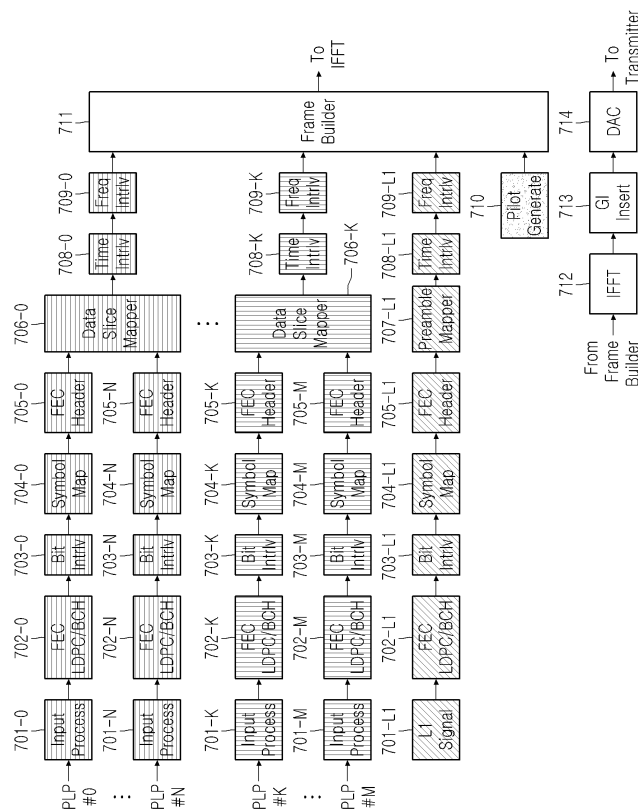 PLP
#0
701-0
Input
Process
702-0
FEC
LDPC/BCH
703-0
Bit
Intrlv
704-0
Symbol
Map
705-0
FEC
Header
706-0
Data
Slice
Mapper
708-0
Time
Intrlv
709-0
Freq
Intrlv
711
Frame
Builder
To
IFFT
PLP
#N
701-N
Input
Process
702-N
FEC
LDPC/BCH
703-N
Bit
Intrlv
704-N
Symbol
Map
705-N
FEC
Header
PLP
#K
701-K
Input
Process
702-K
FEC
LDPC/BCH
703-K
Bit
Intrlv
704-K
Symbol
Map
705-K
FEC
Header
Data
Slice
Mapper
706-K
708-K
Time
Intrlv
709-K
Freq
Intrlv
PLP
#M
701-M
Input
Process
702-M
FEC
LDPC/BCH
703-M
Bit
Intrlv
704-M
Symbol
Map
705-M
FEC
Header
701-L1
L1
Signal
702-L1
FEC
LDPC/BCH
703-L1
Bit
Intrlv
704-L1
Symbol
Map
705-L1
FEC
Header
707-L1
Preamble
Mapper
708-L1
Time
Intrlv
709-L1
Freq
Intrlv
710
Pilot
Generate
From
Frame
Builder
712
IFFT
713
GI
Insert
714
DAC
To
Transmitter